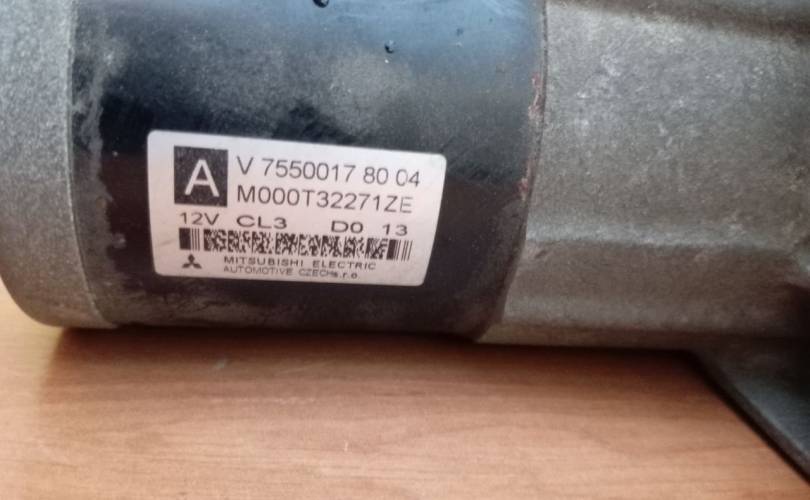 A
V 7550017 80 04
M000T32271ZE
12V CL3 D0 13
MITSUBISHI ELECTRIC
AUTOMOTIVE CZECH s.r.o.